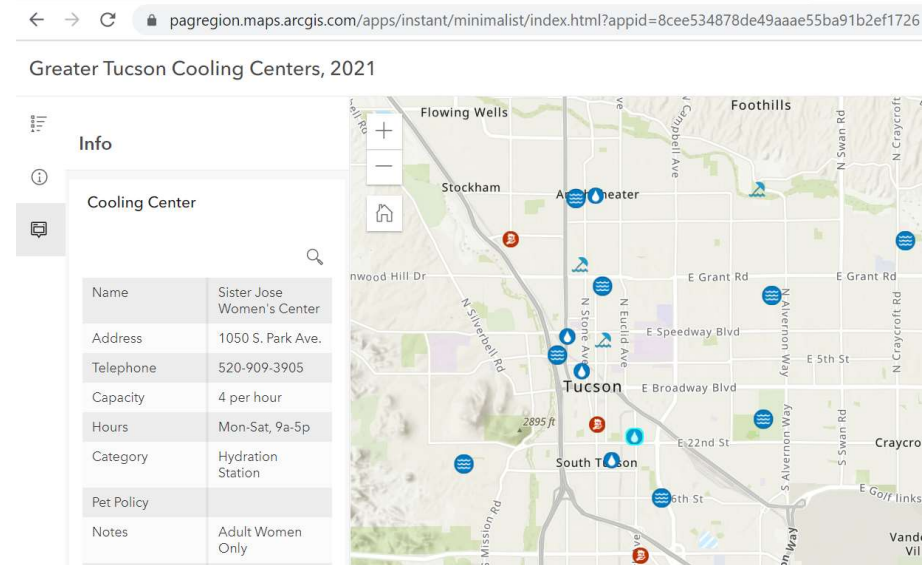 pagregion.maps.arcgis.com/apps/instant/minimalist/index.html?appid=8cee534878de49aaae55ba91b2ef1726
Greater Tucson Cooling Centers, 2021
Info
Cooling Center
Name Sister Jose
Women's Center
Address 1050 S. Park Ave.
Telephone 520-909-3905
Capacity 4 per hour
Hours Mon-Sat, 9a-5p
Category Hydration
Station
Pet Policy
Notes Adult Women
Only
Flowing Wells
Foothills
N Campbell Ave
N Swan Rd
N Craycroft
Stockham
E Grant Rd
E Grant Rd
N Silverbell Rd
N Stone Ave
N Euclid Ave
N Alvernon Way
N Craycroft Rd
E Speedway Blvd
E 5th St
Tucson
E Broadway Blvd
2895 ft
E 22nd St
S Alvernon Way
S Swan Rd
Craycro
South
E Golf links
S Mission Rd
Vande
Vil